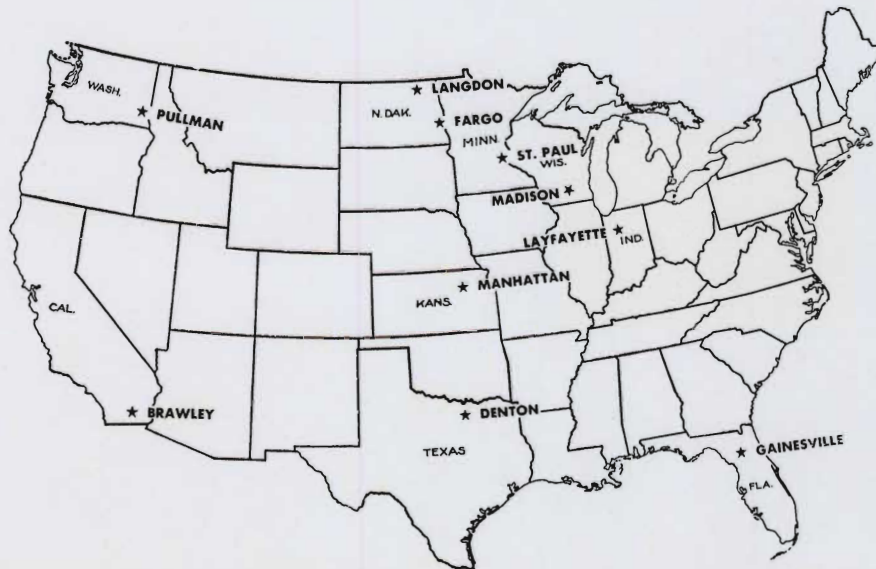 WASH.
★ PULLMAN
★ LANGDON
N. DAK.
★ FARGO
MINN.
★ ST. PAUL
WIS.
MADISON ★
LAYFAYETTE ★
IND.
★ MANHATTAN
KANS.
CAL.
★ BRAWLEY
★ DENTON
TEXAS
★ GAINESVILLE
FLA.